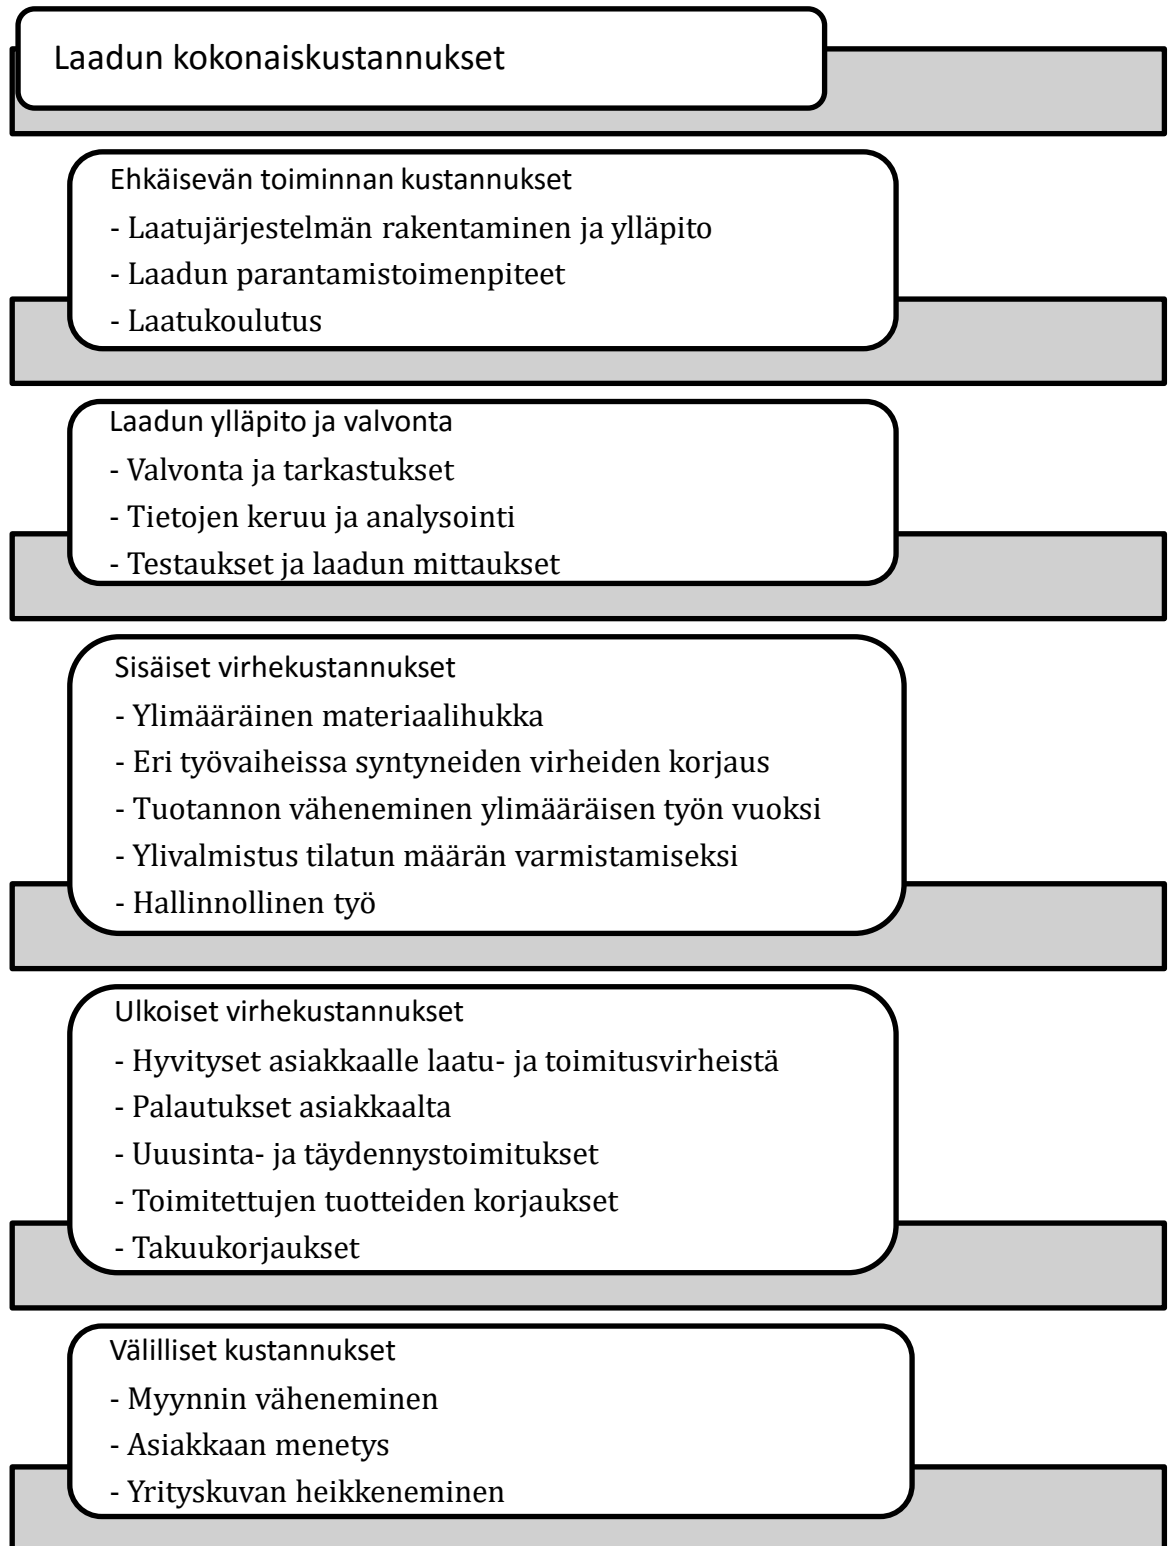 Laadun kokonaiskustannukset
Ehkäisevän toiminnan kustannukset
- Laatujärjestelmän rakentaminen ja ylläpito
- Laadun parantamistoimenpiteet
- Laatukoulutus
Laadun ylläpito ja valvonta
- Valvonta ja tarkastukset
- Tietojen keruu ja analysointi
- Testaukset ja laadun mittaukset
Sisäiset virhekustannukset
- Ylimääräinen materiaalihukka
- Eri työvaiheissa syntyneiden virheiden korjaus
- Tuotannon väheneminen ylimääräisen työn vuoksi
- Ylivalmistus tilatun määrän varmistamiseksi
- Hallinnollinen työ
Ulkoiset virhekustannukset
- Hyvitykset asiakkaalle laatu- ja toimitusvirheistä
- Palautukset asiakkaalta
- Uuusinta- ja täydennystoimitukset
- Toimitettujen tuotteiden korjaukset
- Takuukorjaukset
Välilliset kustannukset
- Myynnin väheneminen
- Asiakkaan menetys
- Yrityskuvan heikkeneminen